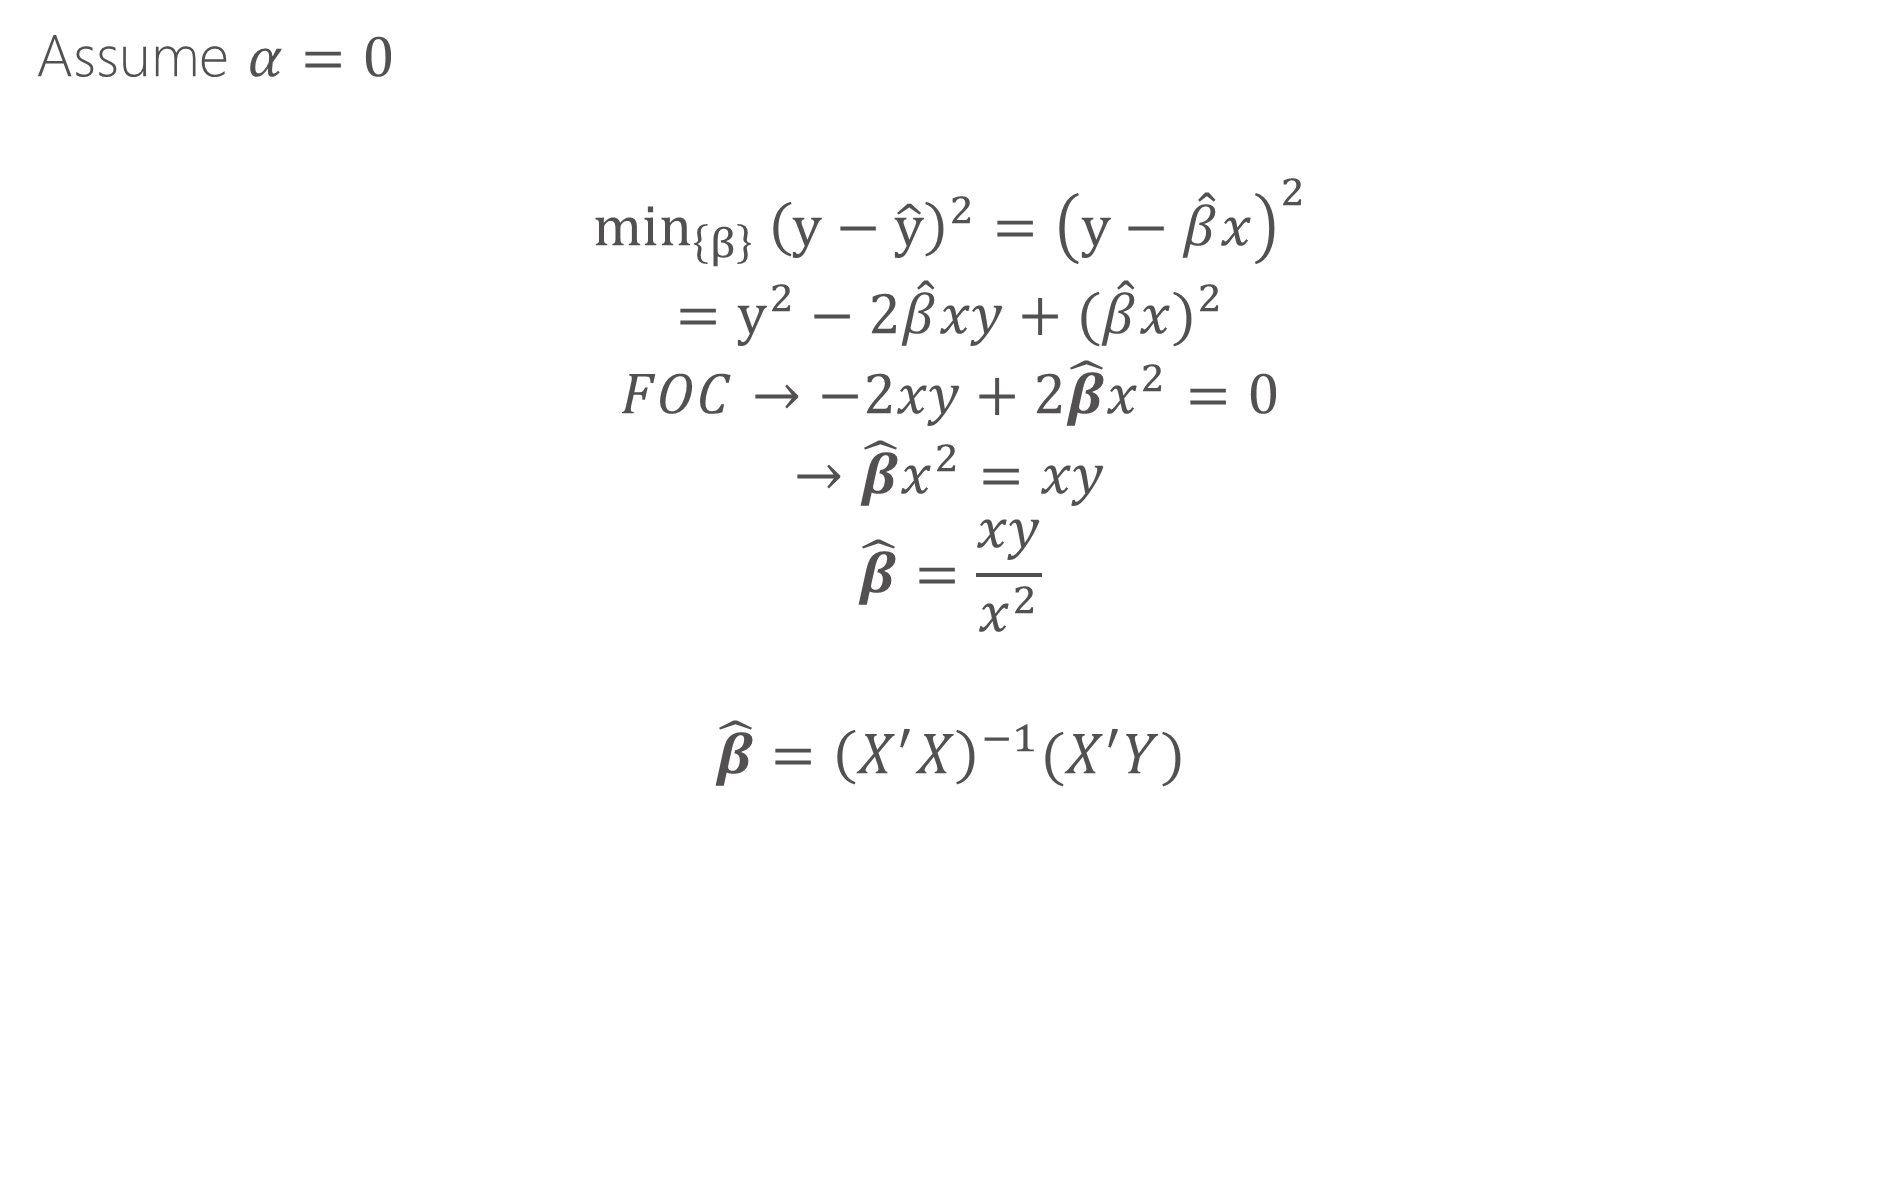 Assume 𝜶 = 0
min_{β} (y − ŷ)² = (y − 𝛽̂𝑥)²
= y² − 2𝛽̂𝑥𝑦 + (𝛽̂𝑥)²
𝐹𝑂𝐶 → −2𝑥𝑦 + 2𝜷̂𝑥² = 0
→ 𝜷̂𝑥² = 𝑥𝑦
𝜷̂ = 𝑥𝑦/𝑥²
𝜷̂ = (𝑋′𝑋)⁻¹(𝑋′𝑌)